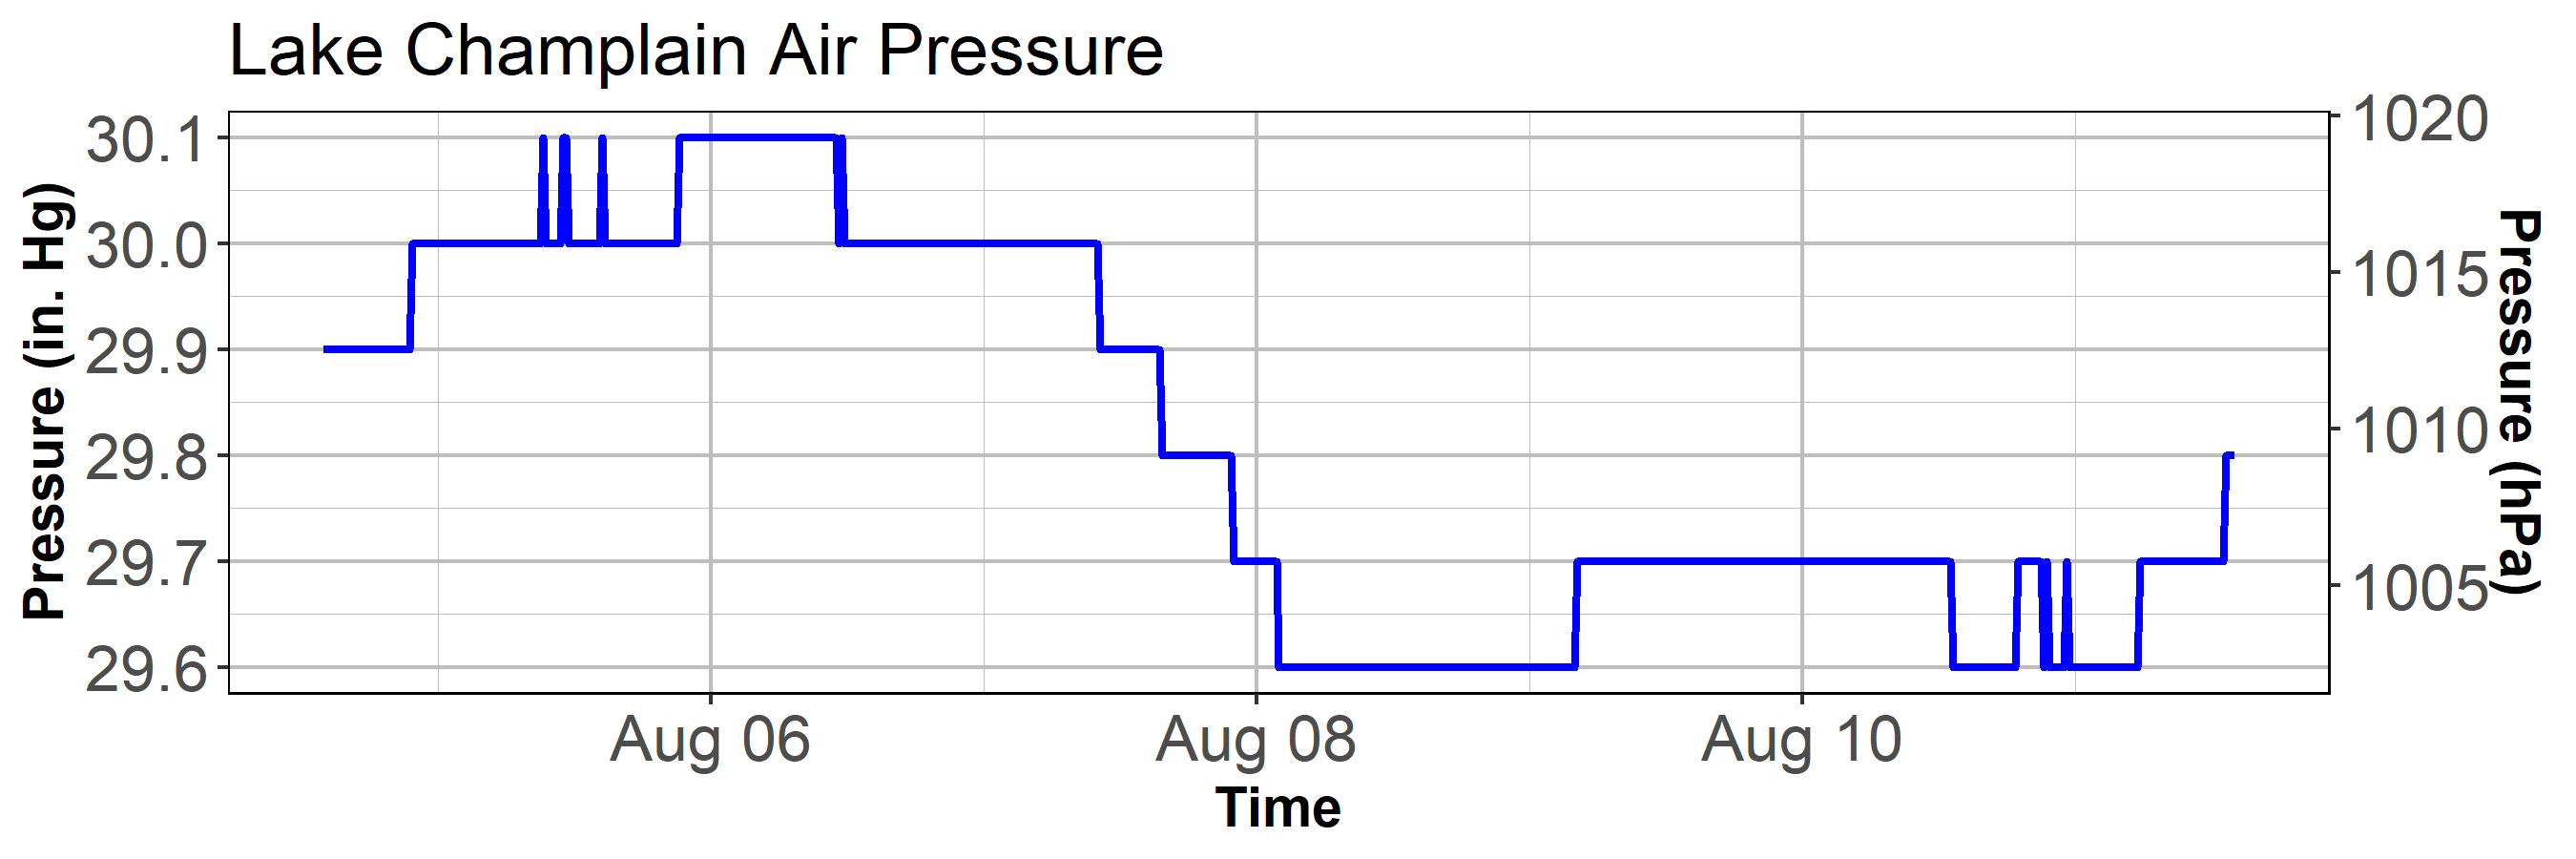 Lake Champlain Air Pressure
30.1
30.0
29.9
29.8
29.7
29.6
Pressure (in. Hg)
1020
1015
1010
1005
Pressure (hPa)
Aug 06
Aug 08
Aug 10
Time